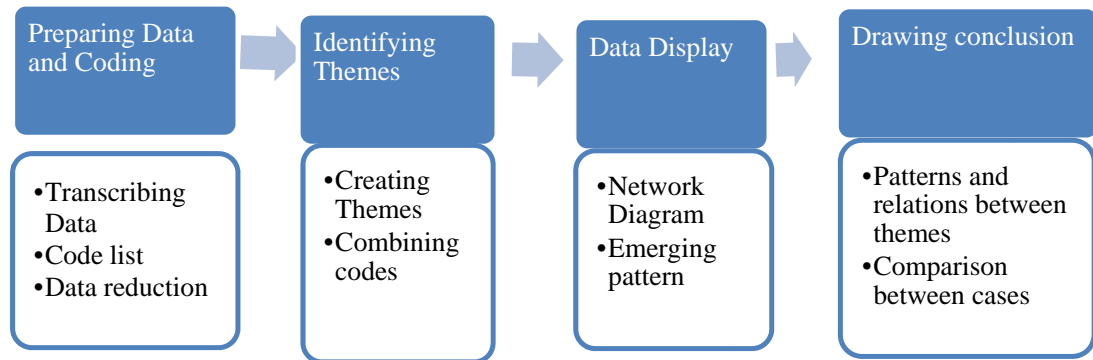 Preparing Data
and Coding
•Transcribing
Data
•Code list
•Data reduction
Identifying
Themes
•Creating
Themes
•Combining
codes
Data Display
•Network
Diagram
•Emerging
pattern
Drawing conclusion
•Patterns and
relations between
themes
•Comparison
between cases